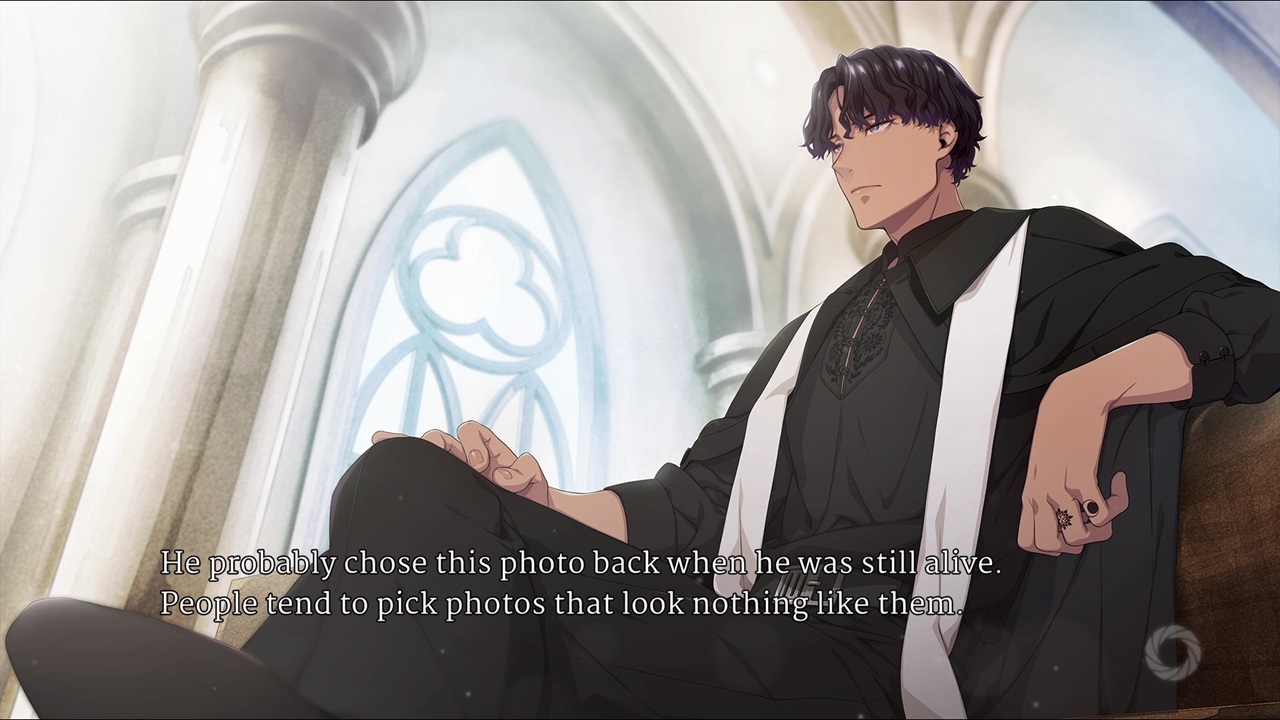 He probably chose this photo back when he was still alive.
People tend to pick photos that look nothing like them.